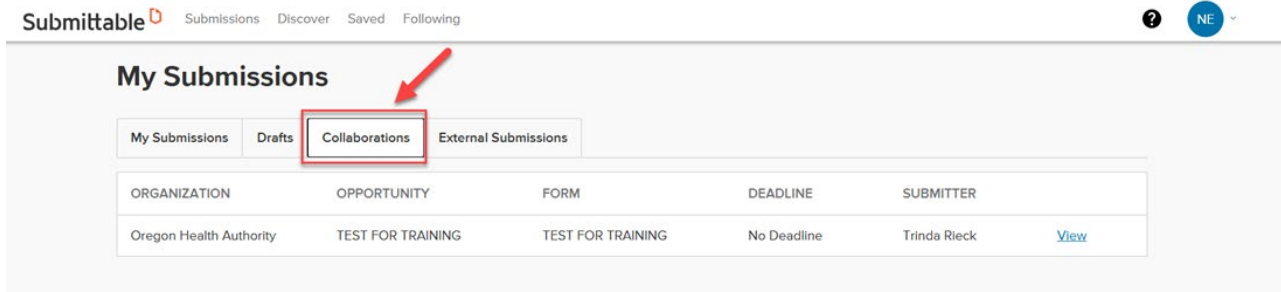 Submittable Submissions Discover Saved Following ? NE
My Submissions
My Submissions Drafts Collaborations External Submissions
ORGANIZATION OPPORTUNITY FORM DEADLINE SUBMITTER
Oregon Health Authority TEST FOR TRAINING TEST FOR TRAINING No Deadline Trinda Rieck View